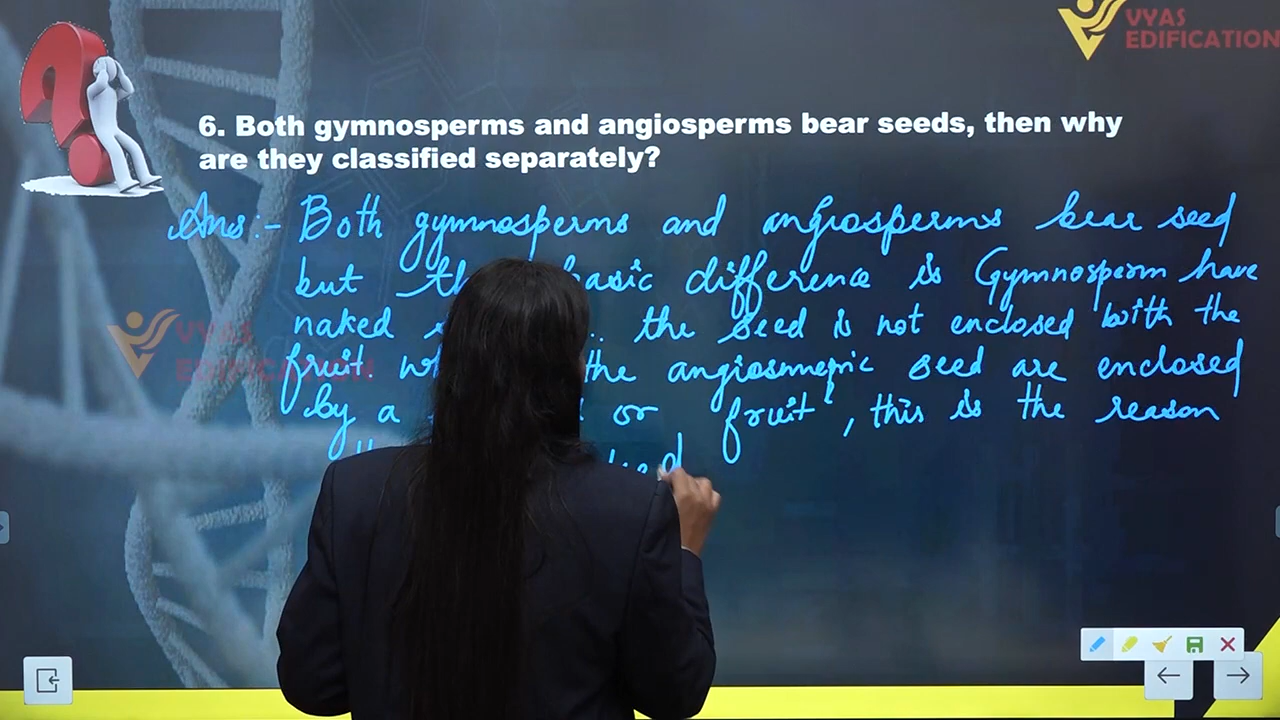 VYAS
EDIFICATION
6. Both gymnosperms and angiosperms bear seeds, then why
are they classified separately?
Ans:- Both gymnosperms and angiosperms bear seed
but basic difference is Gymnosperm have
naked the seed is not enclosed with the
fruit. the seed are enclosed
by a or fruit, this is the reason
VYAS
EDIFICATION